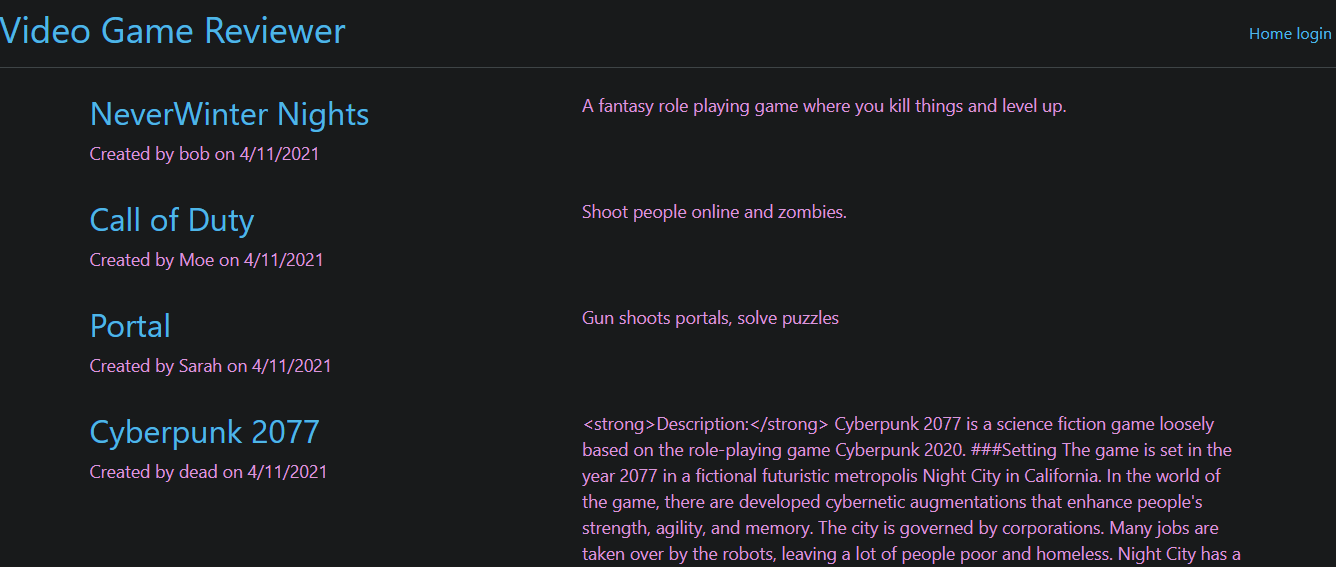 Video Game Reviewer
Home login
NeverWinter Nights
Created by bob on 4/11/2021
A fantasy role playing game where you kill things and level up.
Call of Duty
Created by Moe on 4/11/2021
Shoot people online and zombies.
Portal
Created by Sarah on 4/11/2021
Gun shoots portals, solve puzzles
Cyberpunk 2077
Created by dead on 4/11/2021
<strong>Description:</strong> Cyberpunk 2077 is a science fiction game loosely
based on the role-playing game Cyberpunk 2020. ###Setting The game is set in the
year 2077 in a fictional futuristic metropolis Night City in California. In the world of
the game, there are developed cybernetic augmentations that enhance people's
strength, agility, and memory. The city is governed by corporations. Many jobs are
taken over by the robots, leaving a lot of people poor and homeless. Night City has a